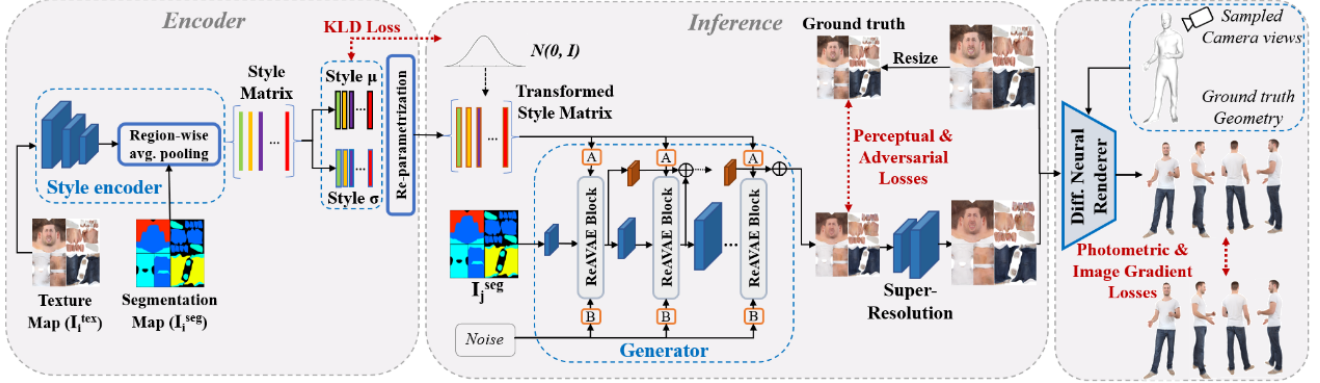 Encoder
KLD Loss
Style
Matrix
Style μ
Style σ
Region-wise
avg. pooling
Style encoder
Re-parametrization
Texture
Map (I_i^tex)
Segmentation
Map (I_i^seg)
Inference
N(0, I)
Transformed
Style Matrix
A
A
A
ReAVAE Block
ReAVAE Block
ReAVAE Block
B
B
B
I_j^seg
Noise
Generator
Ground truth
Resize
Perceptual &
Adversarial
Losses
Super-
Resolution
Diff. Neural
Renderer
Sampled
Camera views
Ground truth
Geometry
Photometric &
Image Gradient
Losses